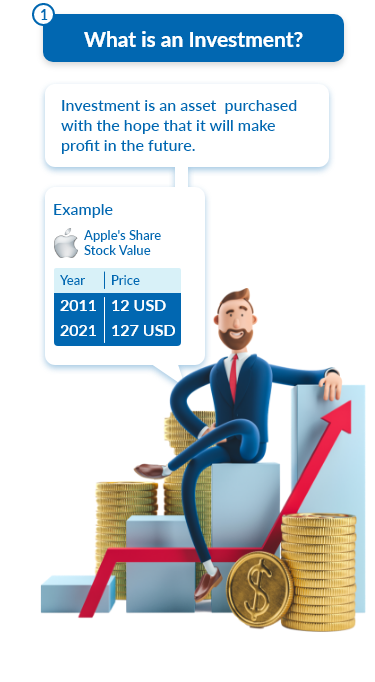 1
What is an Investment?
Investment is an asset purchased
with the hope that it will make
profit in the future.
Example
Apple's Share
Stock Value
Year Price
2011 12 USD
2021 127 USD
$